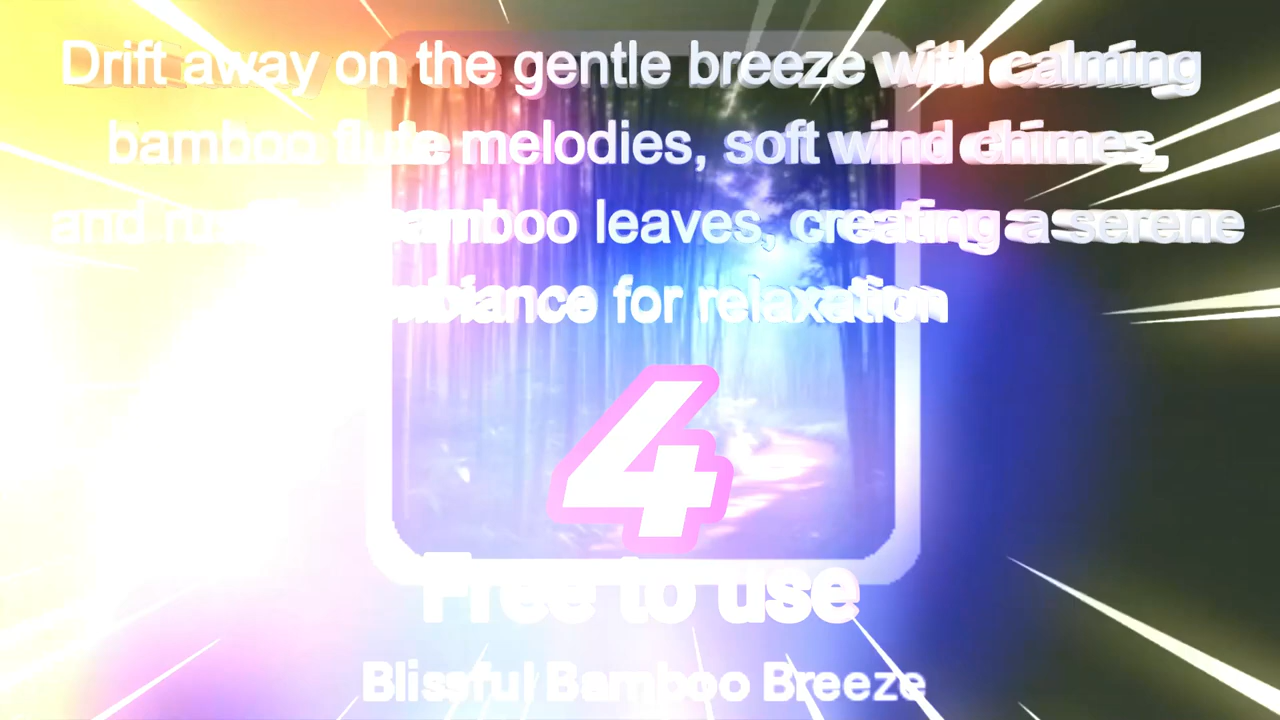 Drift away on the gentle breeze with calming
bamboo flute melodies, soft wind chimes,
and bamboo leaves, creating a serene
ambiance for relaxation
4
Free to use
Blissful Bamboo Breeze